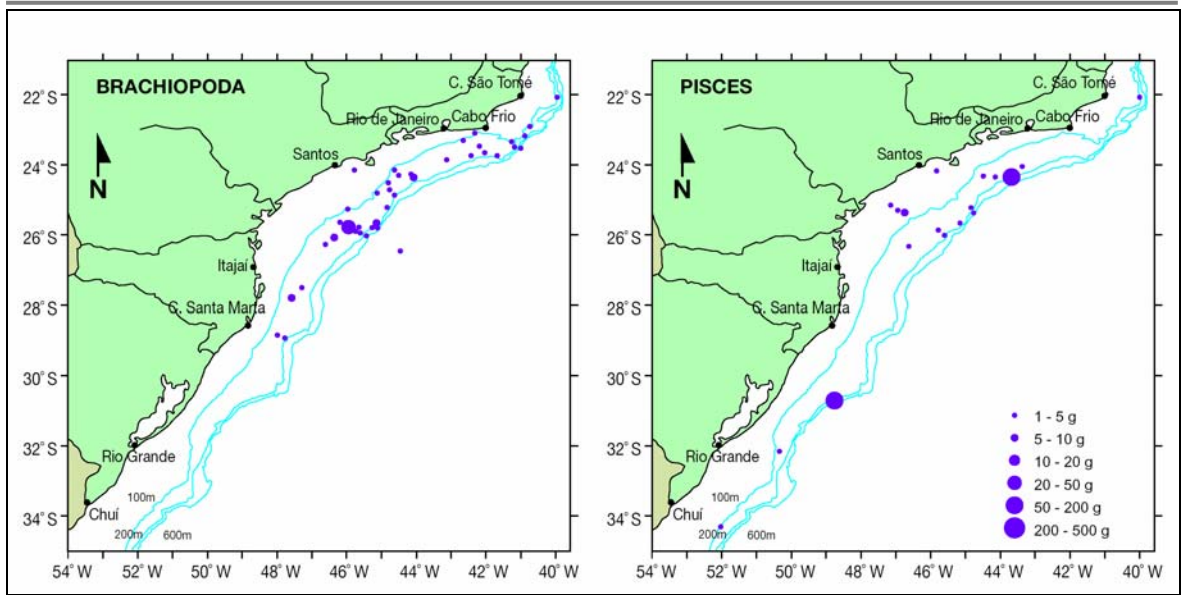 BRACHIOPODA
C. São Tomé
Rio de Janeiro
Cabo Frio
Santos
N
Itajaí
C. Santa Marta
Rio Grande
Chuí
100m
200m
600m
22° S
24° S
26° S
28° S
30° S
32° S
34° S
54° W
52° W
50° W
48° W
46° W
44° W
42° W
40° W
PISCES
C. São Tomé
Rio de Janeiro
Cabo Frio
Santos
N
Itajaí
C. Santa Marta
Rio Grande
Chuí
100m
200m
600m
1 - 5 g
5 - 10 g
10 - 20 g
20 - 50 g
50 - 200 g
200 - 500 g
22° S
24° S
26° S
28° S
30° S
32° S
34° S
54° W
52° W
50° W
48° W
46° W
44° W
42° W
40° W